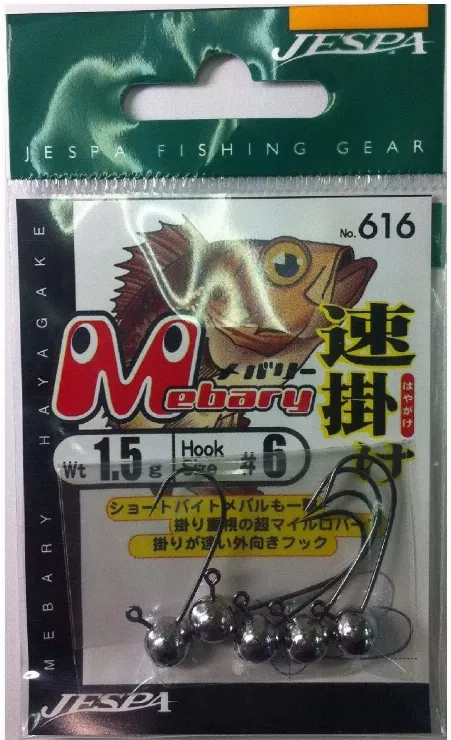 JESPA
JESPA FISHING GEAR
No.616
メバリー
Mebary
速掛け
はやがけ
Wt 1.5g
Hook Size #6
ショートバイトメバルも一
掛り重視の超マイルロバー
掛りが速い外向きフック
MEBARY HAYAGAKE
JESPA